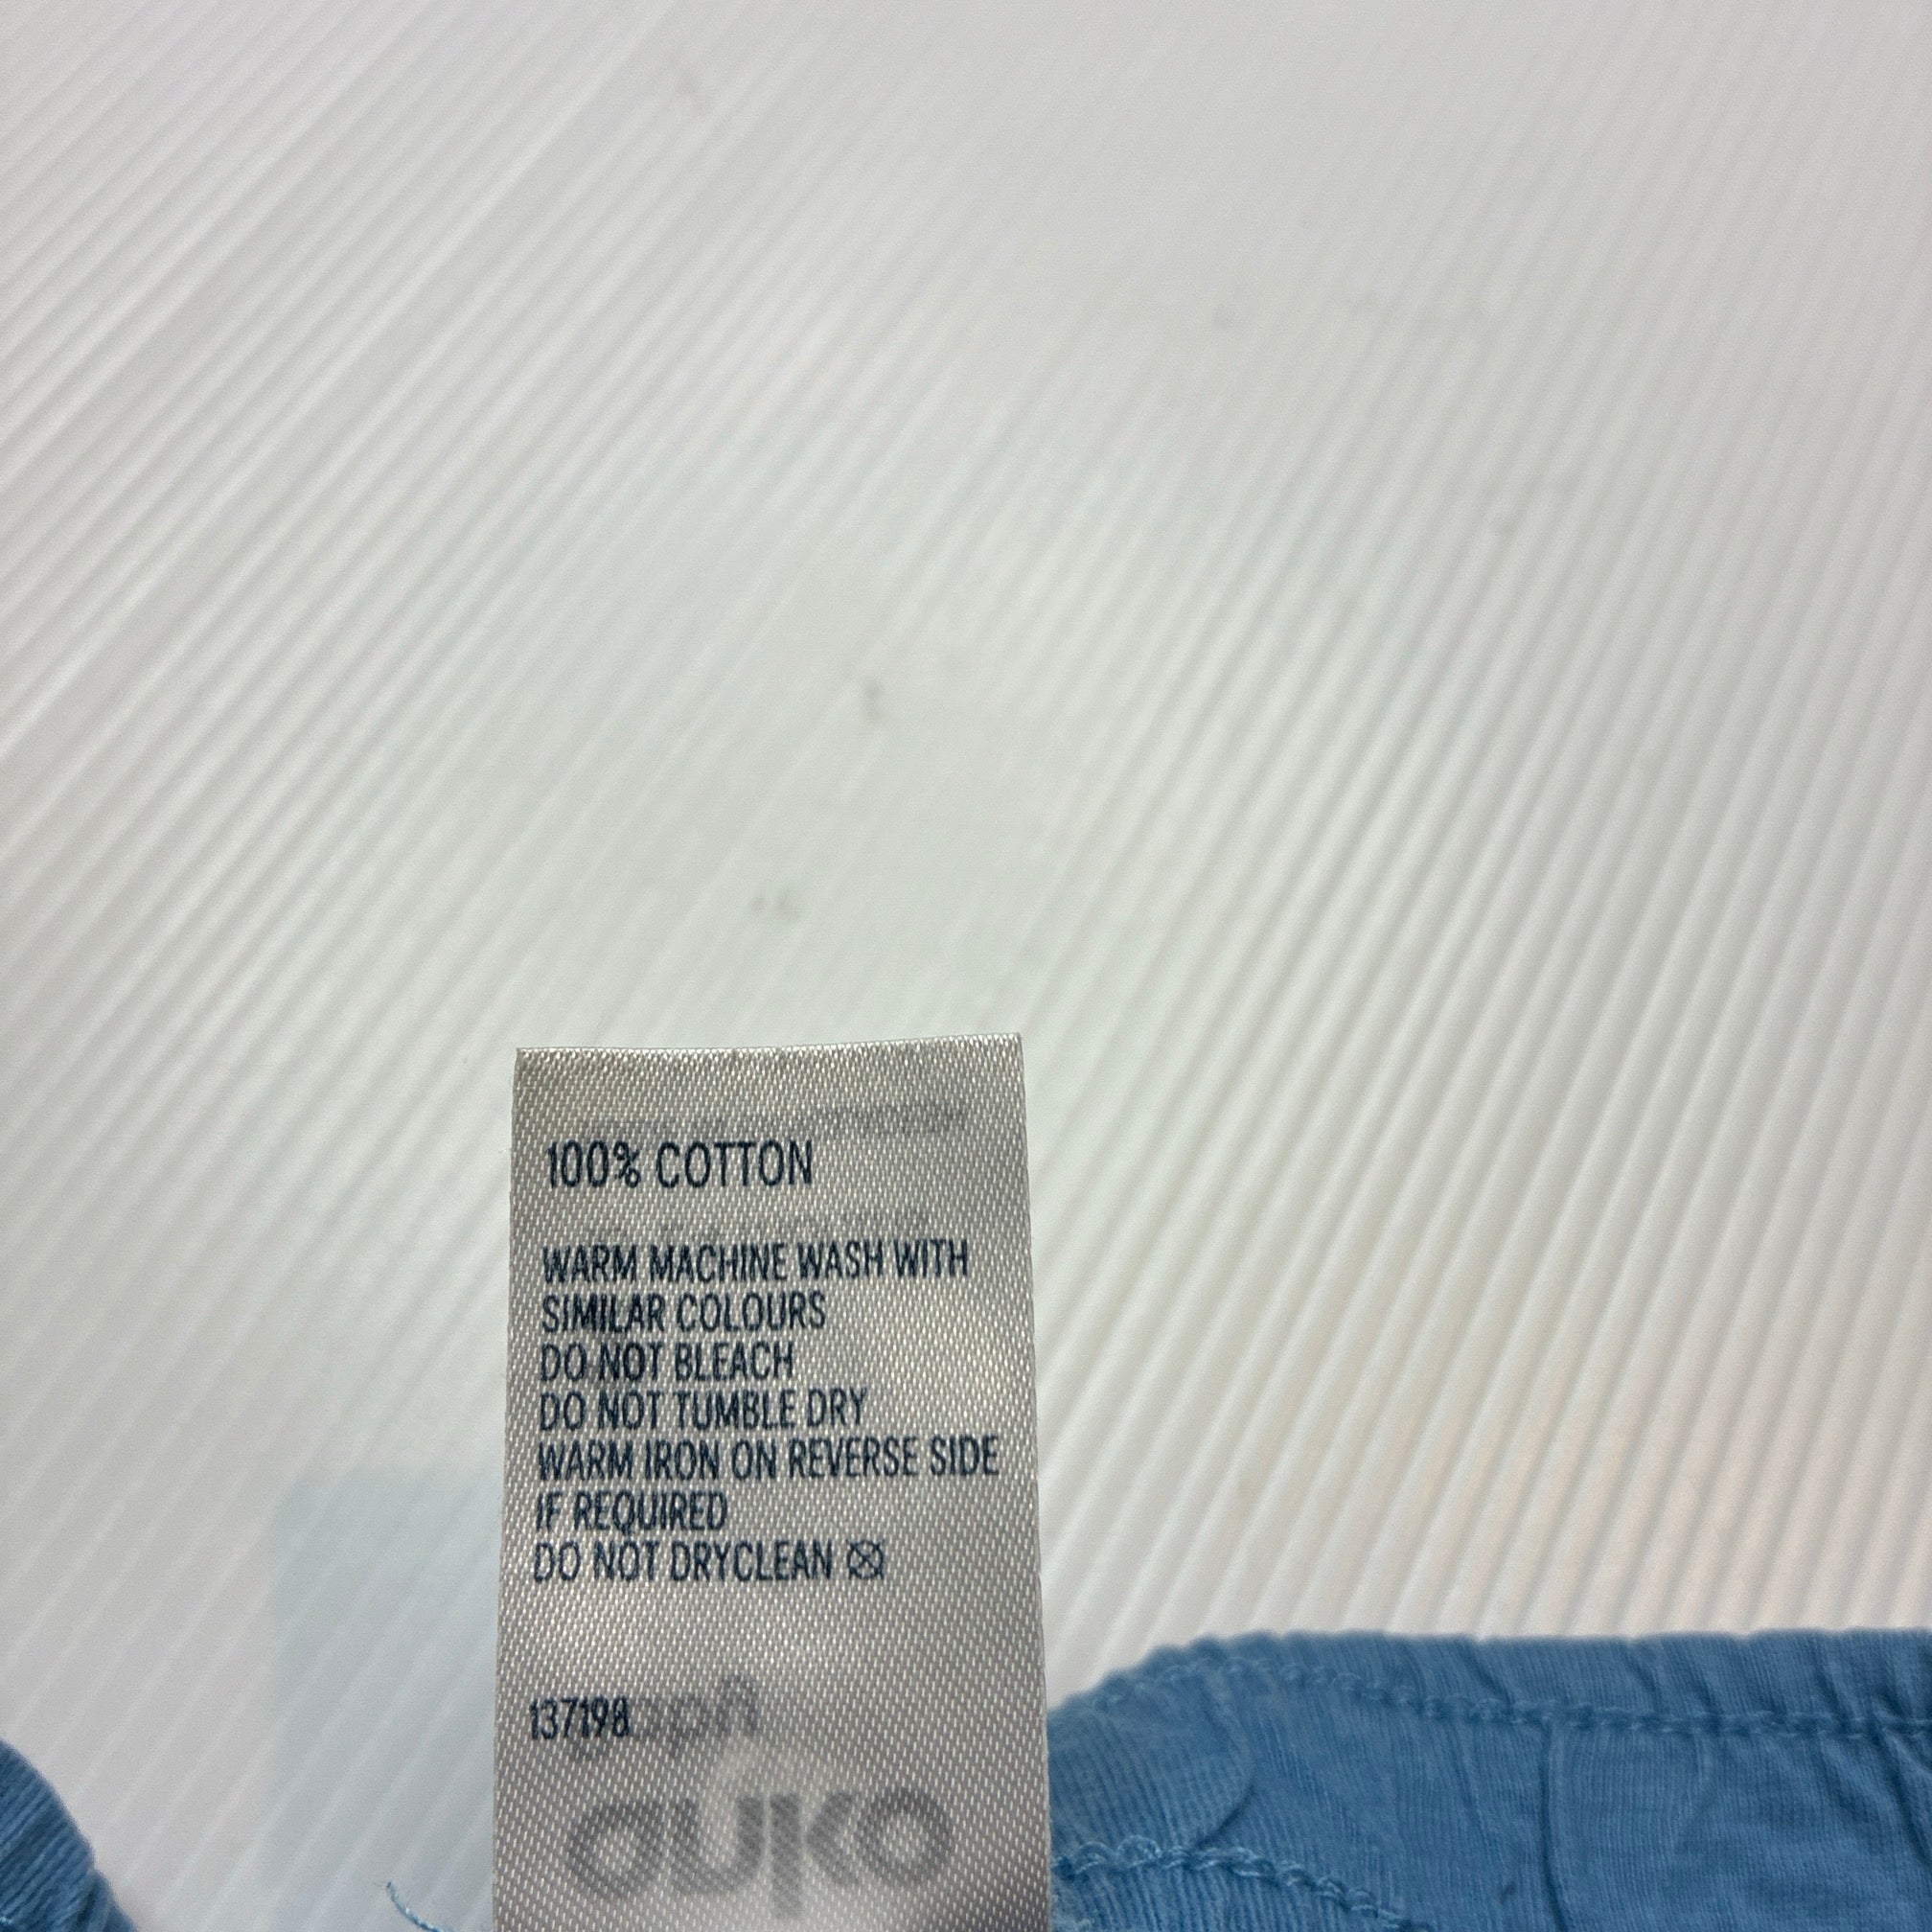 100% COTTON
WARM MACHINE WASH WITH
SIMILAR COLOURS
DO NOT BLEACH
DO NOT TUMBLE DRY
WARM IRON ON REVERSE SIDE
IF REQUIRED
DO NOT DRYCLEAN
137198